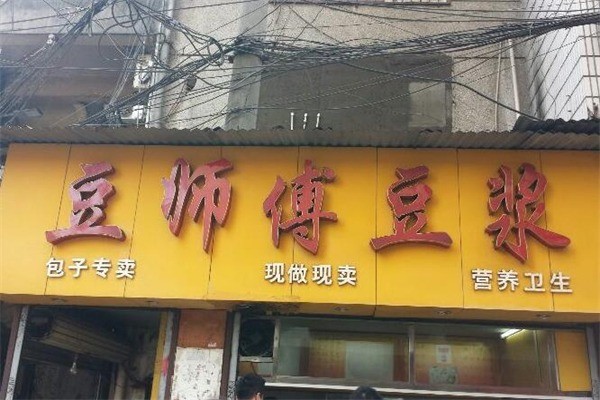 豆师傅豆浆
包子专卖 现做现卖 营养卫生